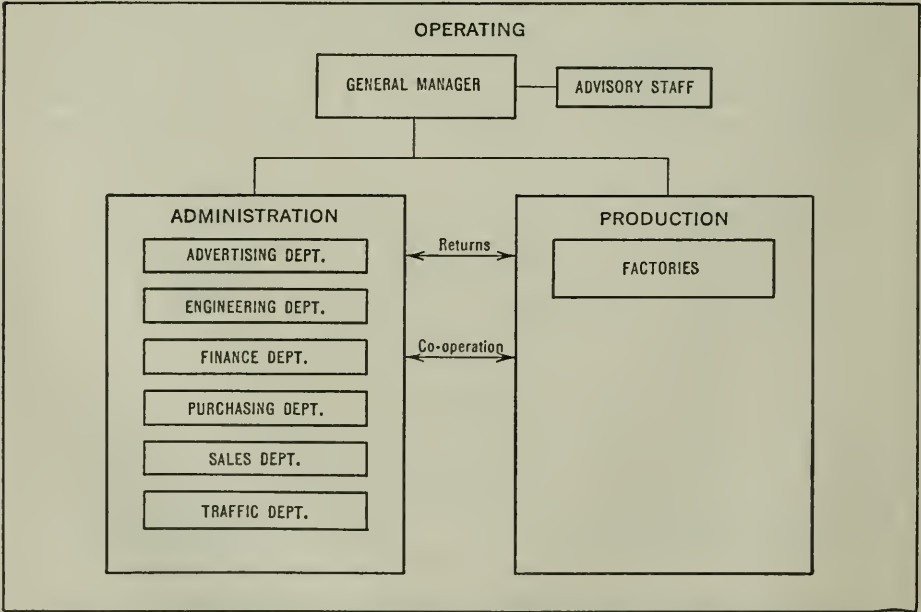 OPERATING
GENERAL MANAGER
ADVISORY STAFF
ADMINISTRATION
ADVERTISING DEPT.
ENGINEERING DEPT.
FINANCE DEPT.
PURCHASING DEPT.
SALES DEPT.
TRAFFIC DEPT.
Returns
Co-operation
PRODUCTION
FACTORIES